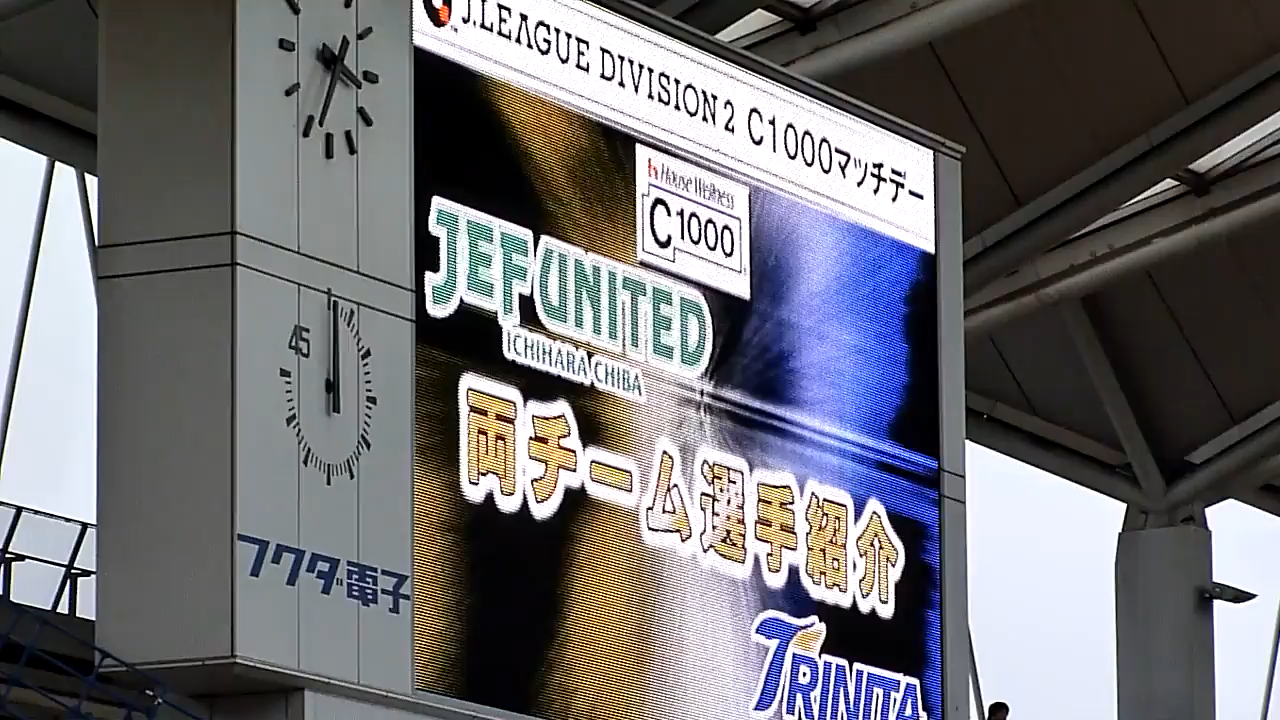 J.LEAGUE DIVISION 2 C1000マッチデー
House Wellness
C1000
JEF UNITED
ICHIHARA CHIBA
両チーム選手紹介
TRINITA
45
フクダ電子